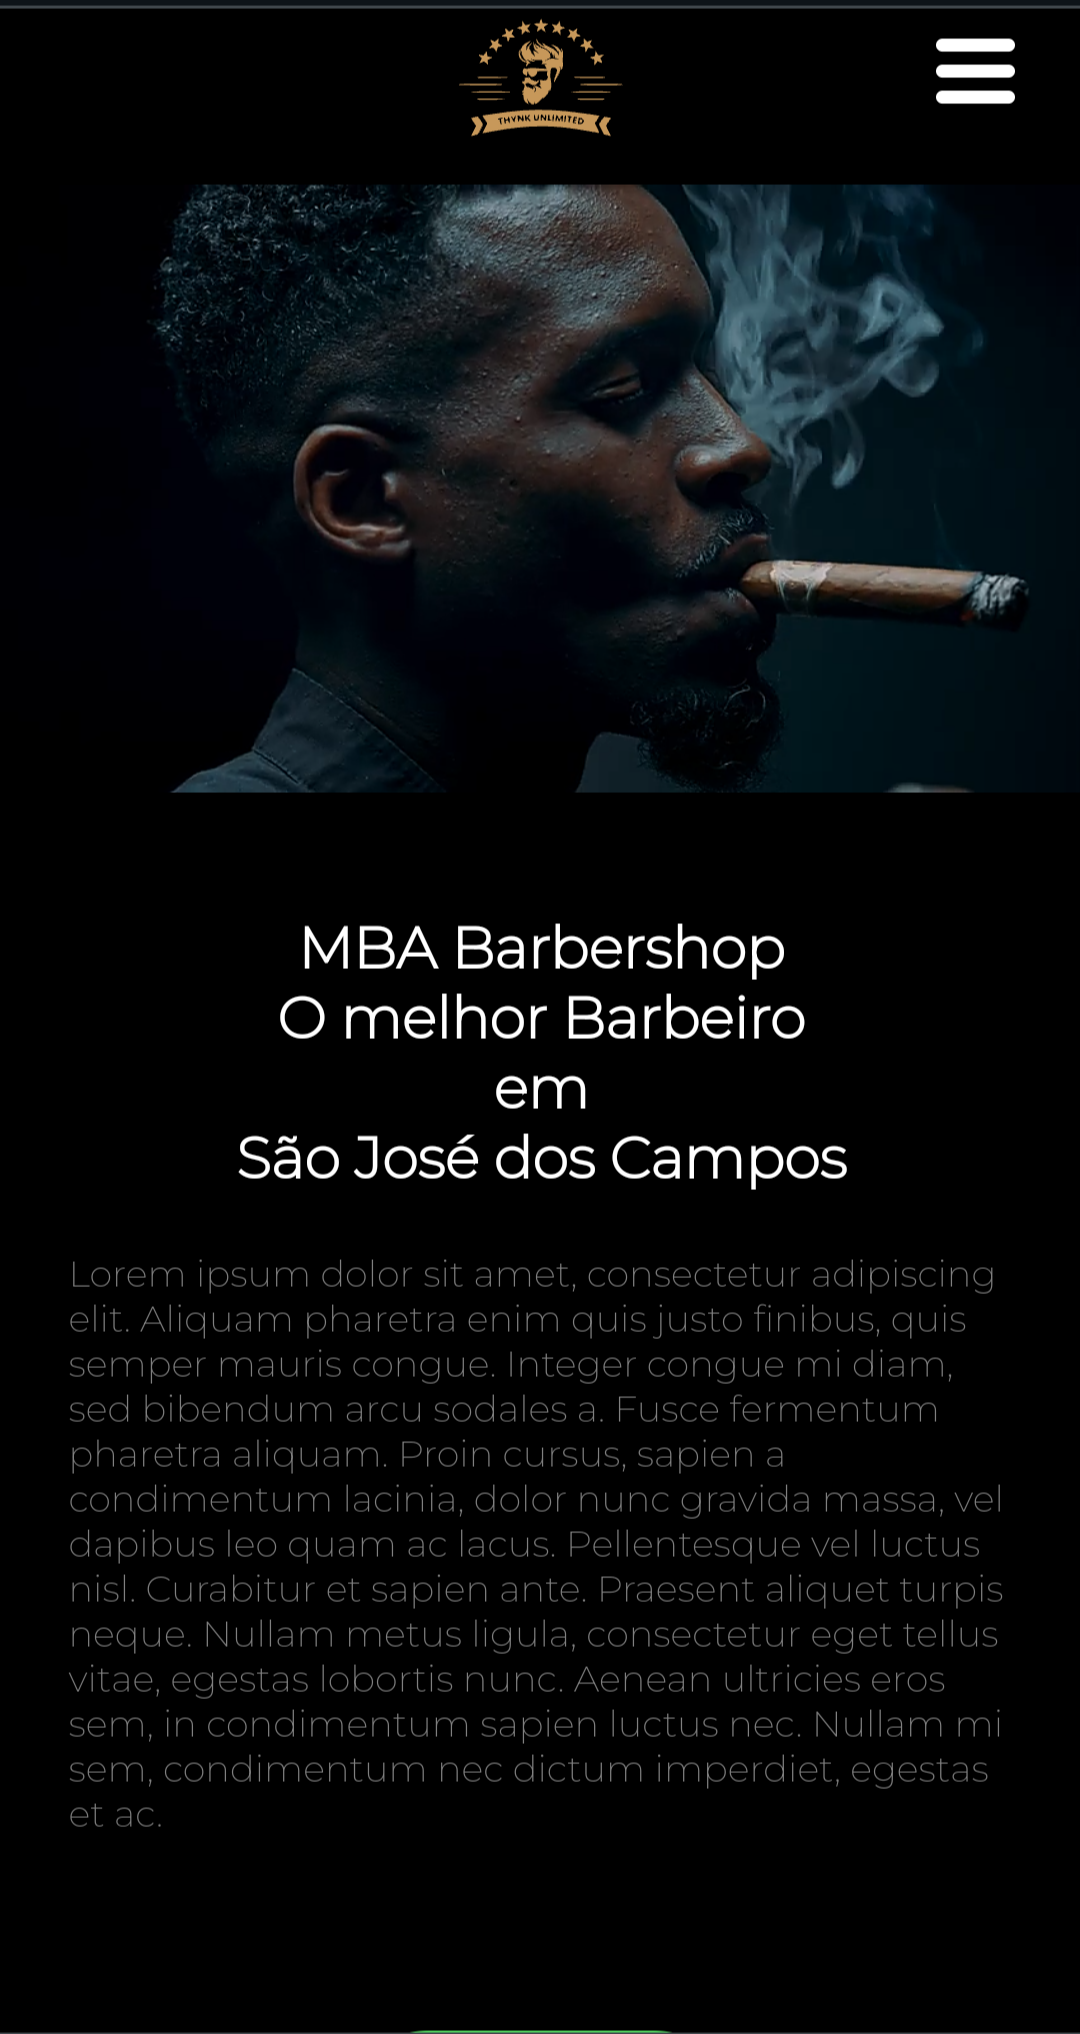 THYNK UNLIMITED
MBA Barbershop
O melhor Barbeiro
em
São José dos Campos
Lorem ipsum dolor sit amet, consectetur adipiscing
elit. Aliquam pharetra enim quis justo finibus, quis
semper mauris congue. Integer congue mi diam,
sed bibendum arcu sodales a. Fusce fermentum
pharetra aliquam. Proin cursus, sapien a
condimentum lacinia, dolor nunc gravida massa, vel
dapibus leo quam ac lacus. Pellentesque vel luctus
nisl. Curabitur et sapien ante. Praesent aliquet turpis
neque. Nullam metus ligula, consectetur eget tellus
vitae, egestas lobortis nunc. Aenean ultricies eros
sem, in condimentum sapien luctus nec. Nullam mi
sem, condimentum nec dictum imperdiet, egestas
et ac.